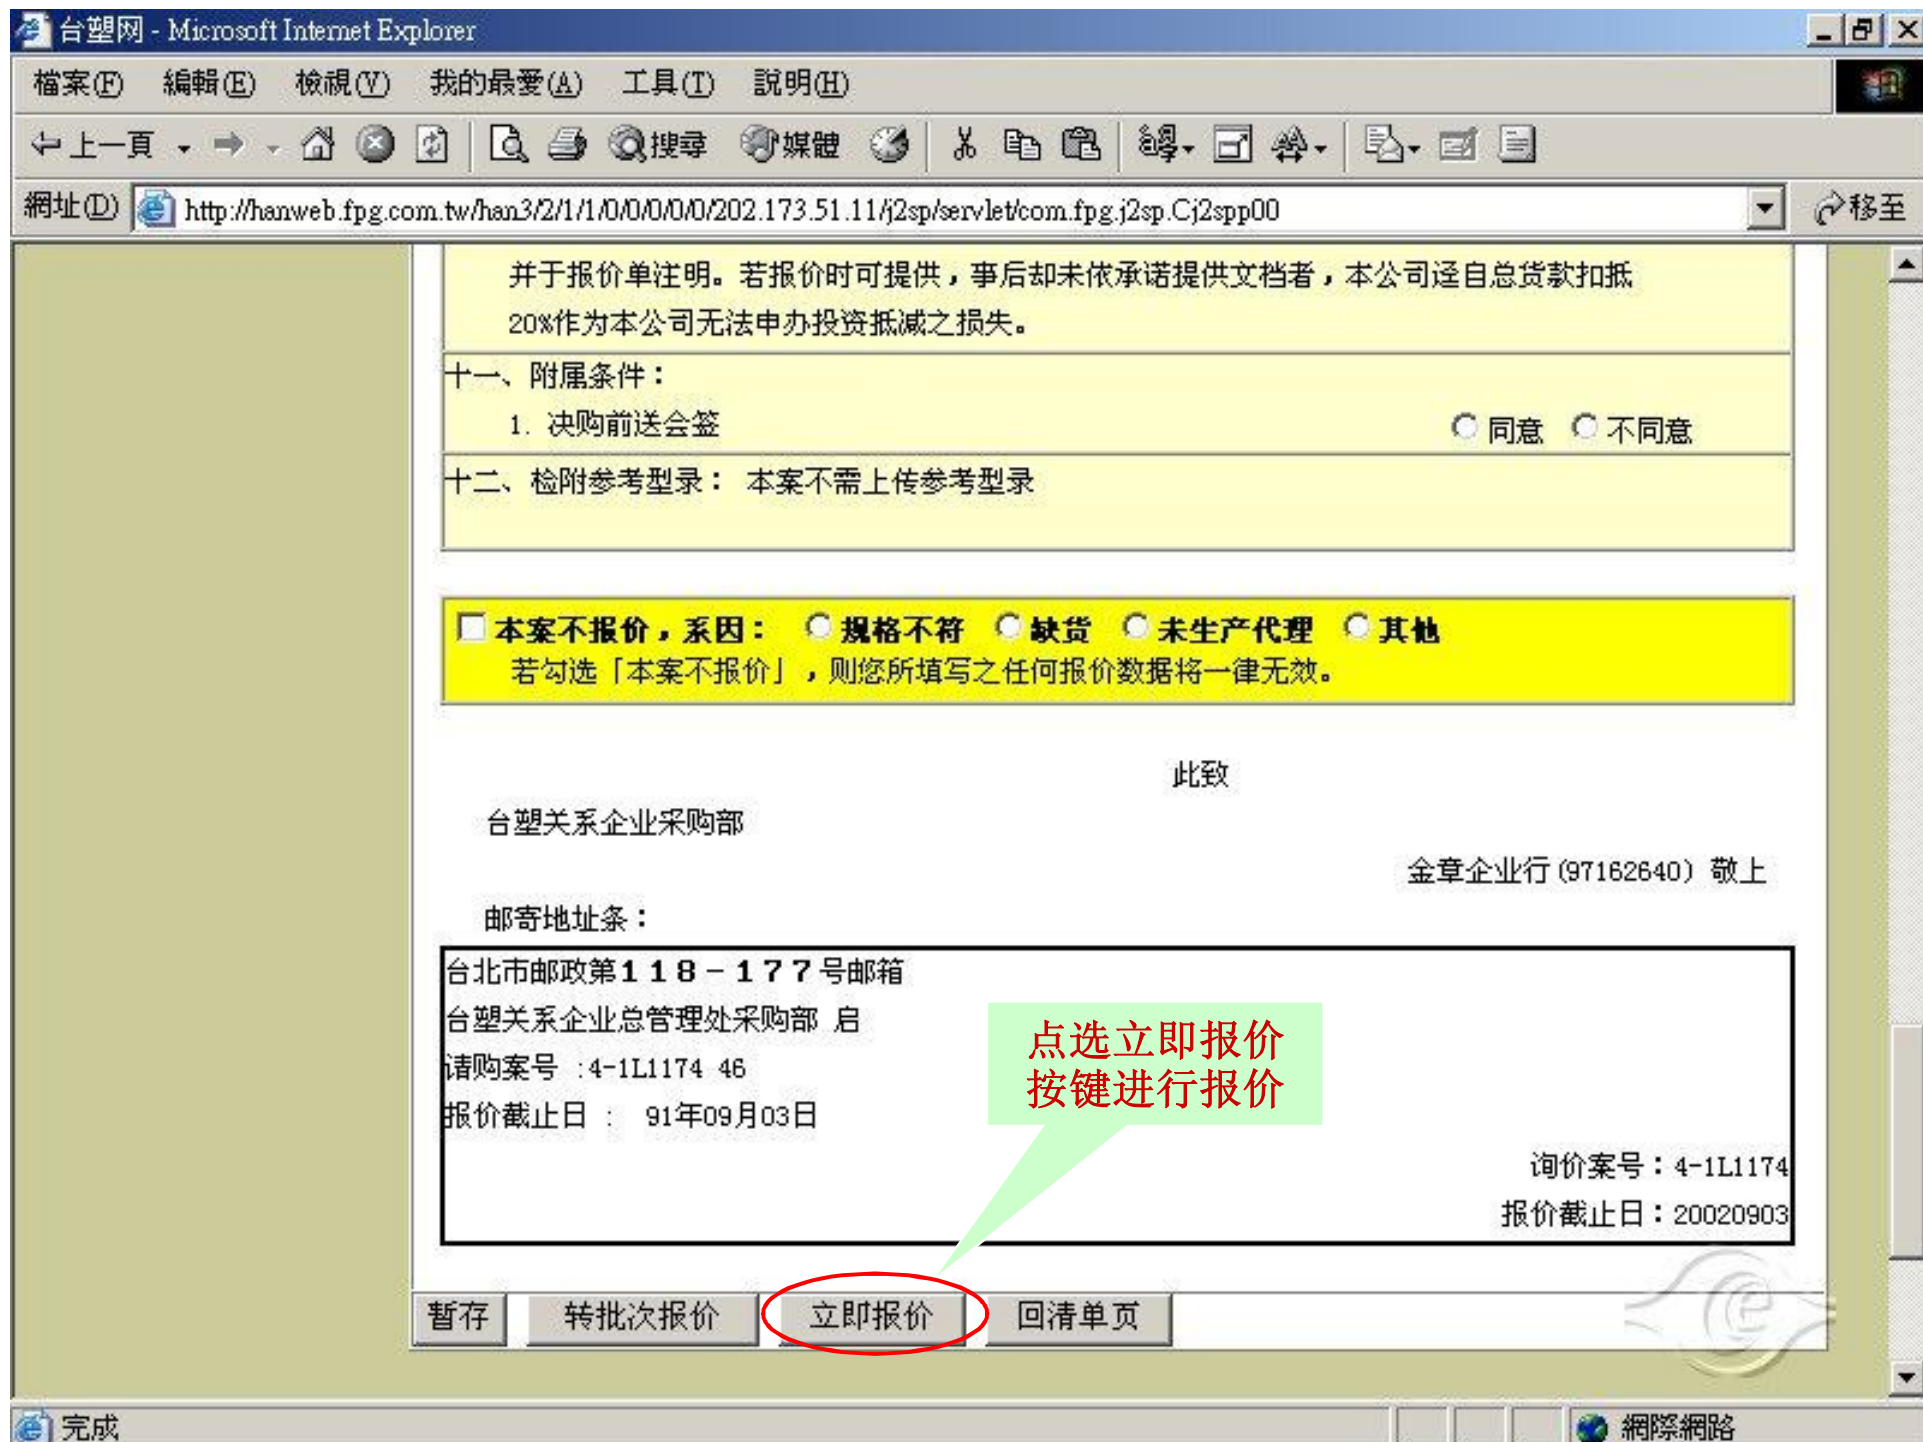 台塑网 - Microsoft Internet Explorer
檔案(F) 編輯(E) 檢視(V) 我的最愛(A) 工具(T) 說明(H)
上一頁 搜尋 媒體
網址(D) http://hanweb.fpg.com.tw/han3/2/1/1/0/0/0/0/0/202.173.51.11/j2sp/servlet/com.fpg.j2sp.Cj2spp00 移至
并于报价单注明。若报价时可提供，事后却未依承诺提供文档者，本公司迳自总货款扣抵
20%作为本公司无法申办投资抵减之损失。
十一、附属条件：
1. 决购前送会签 同意 不同意
十二、检附参考型录： 本案不需上传参考型录
本案不报价，系因： 规格不符 缺货 未生产代理 其他
若勾选「本案不报价」，则您所填写之任何报价数据将一律无效。
此致
台塑关系企业采购部
金章企业行(97162640) 敬上
邮寄地址条：
台北市邮政第１１８－１７７号邮箱
台塑关系企业总管理处采购部 启
请购案号 :4-1L1174 46
报价截止日 : 91年09月03日
点选立即报价
按键进行报价
询价案号：4-1L1174
报价截止日：20020903
暂存 转批次报价 立即报价 回清单页
e
完成 網際網路